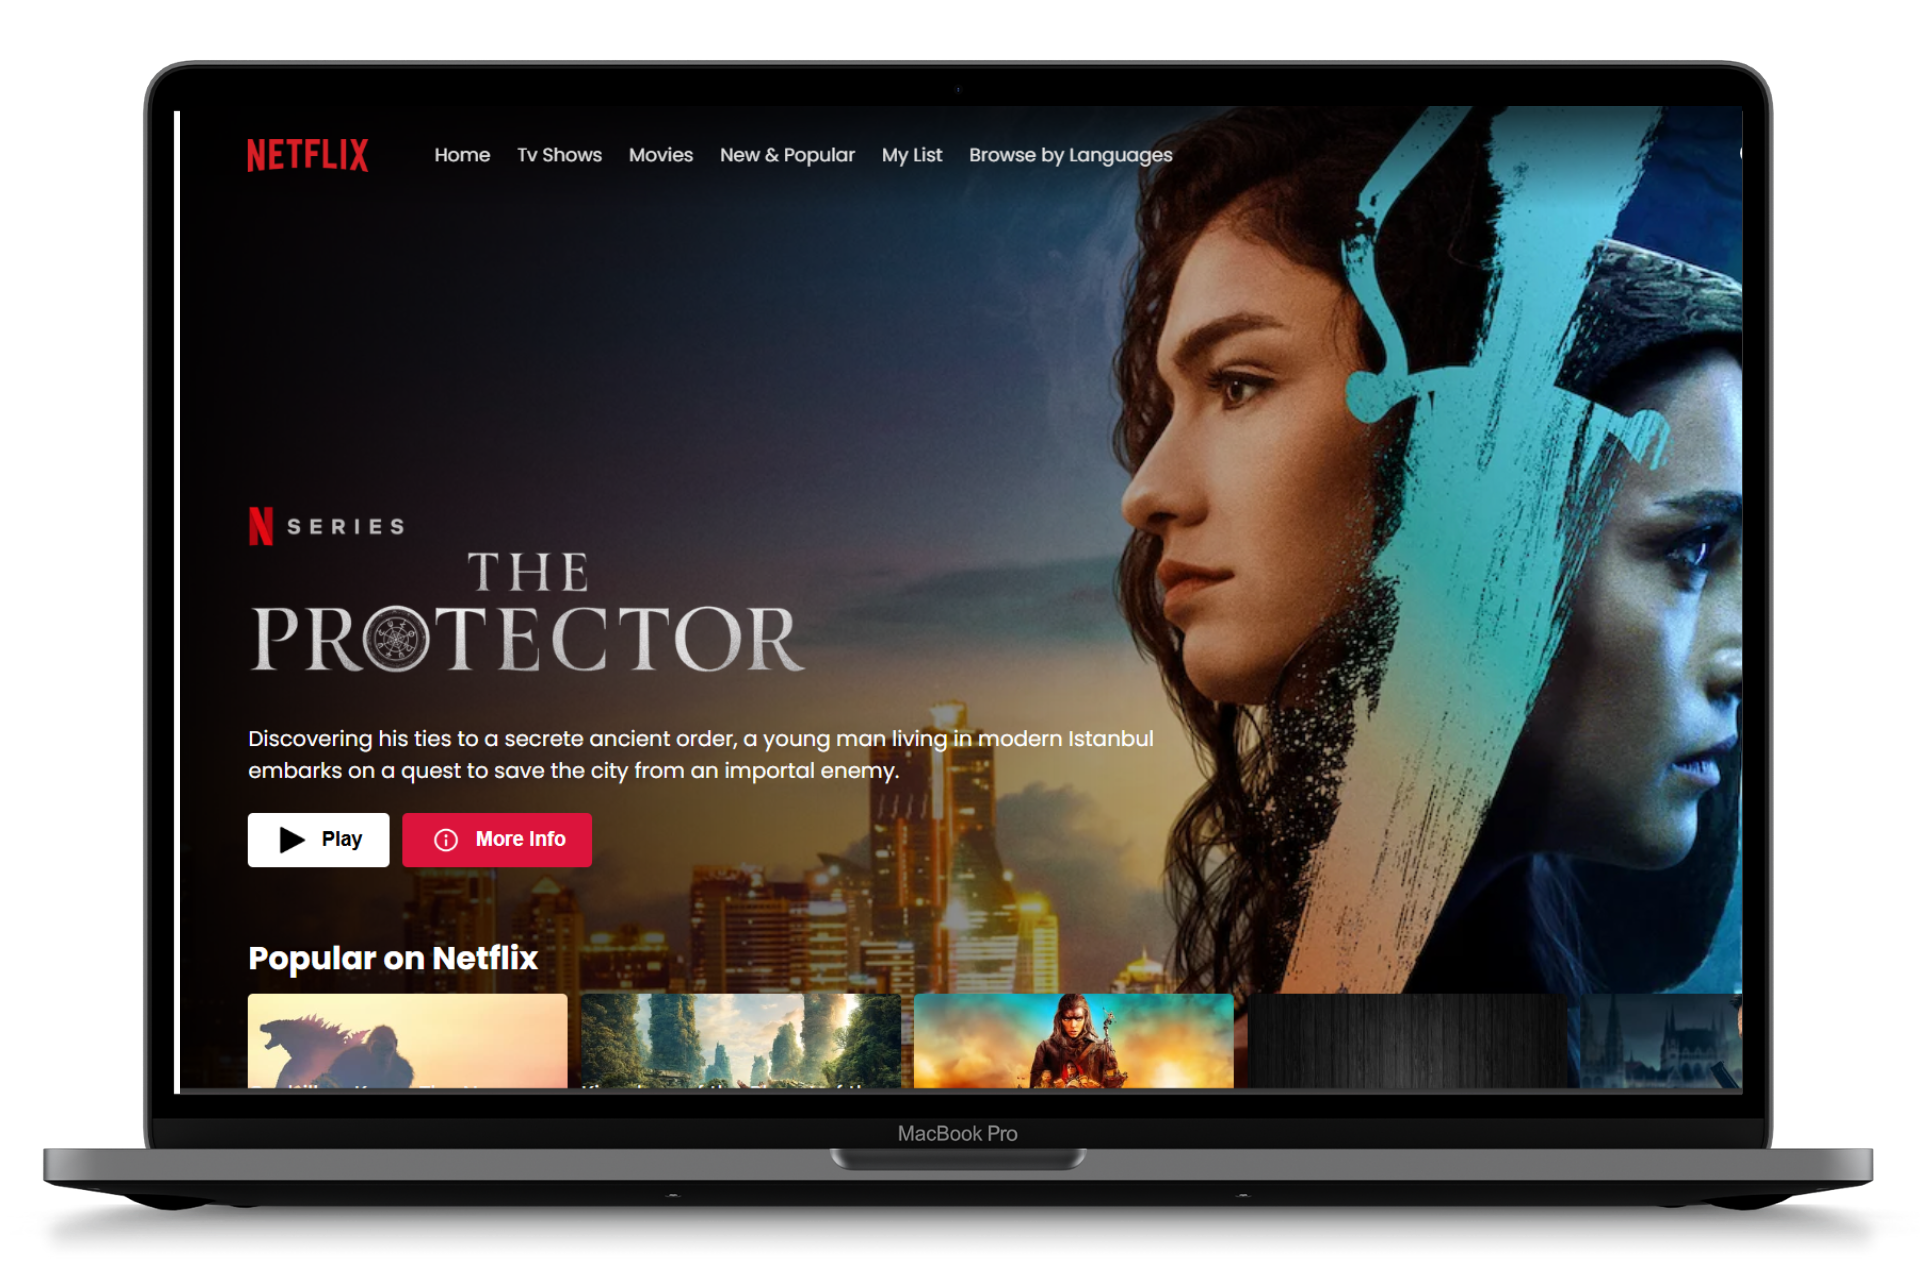 NETFLIX Home Tv Shows Movies New & Popular My List Browse by Languages
N SERIES
THE
PROTECTOR
Discovering his ties to a secrete ancient order, a young man living in modern Istanbul
embarks on a quest to save the city from an importal enemy.
Play More Info
Popular on Netflix
MacBook Pro